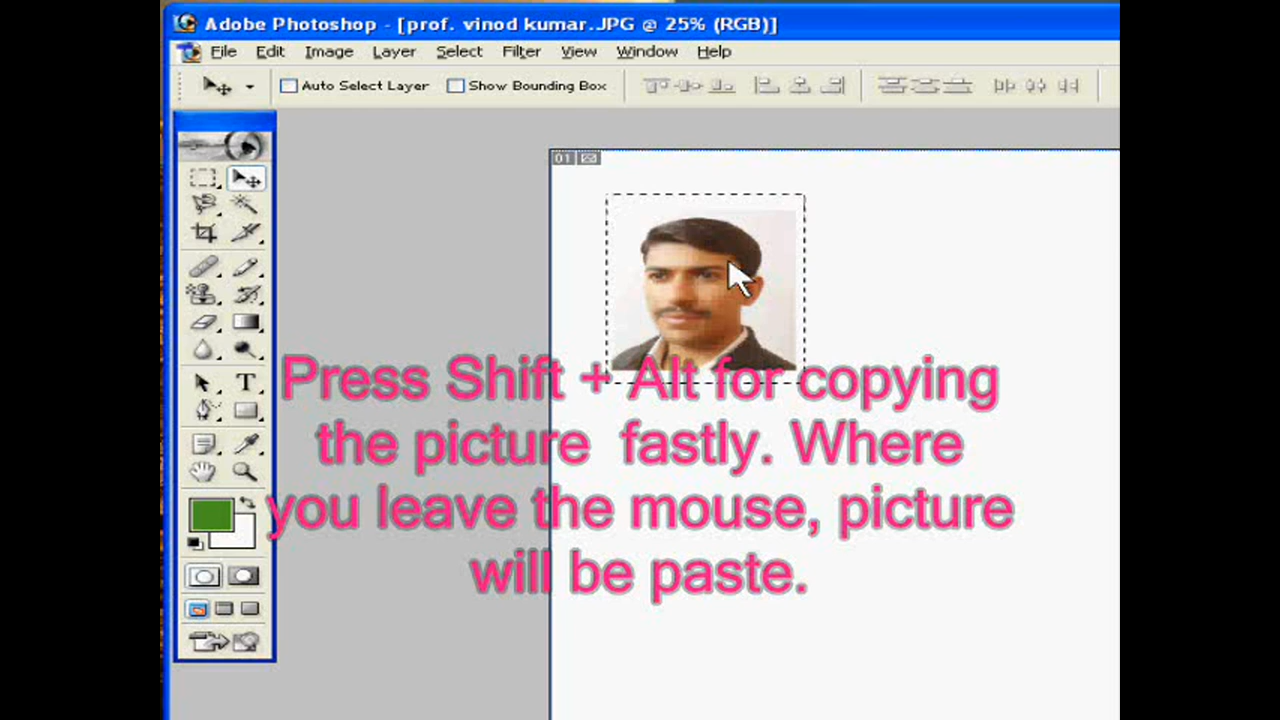 Adobe Photoshop - [prof. vinod kumar.JPG @ 25% (RGB)]
File Edit Image Layer Select Filter View Window Help
Auto Select Layer Show Bounding Box
01
T
Press Shift + Alt for copying
the picture fastly. Where
you leave the mouse, picture
will be paste.